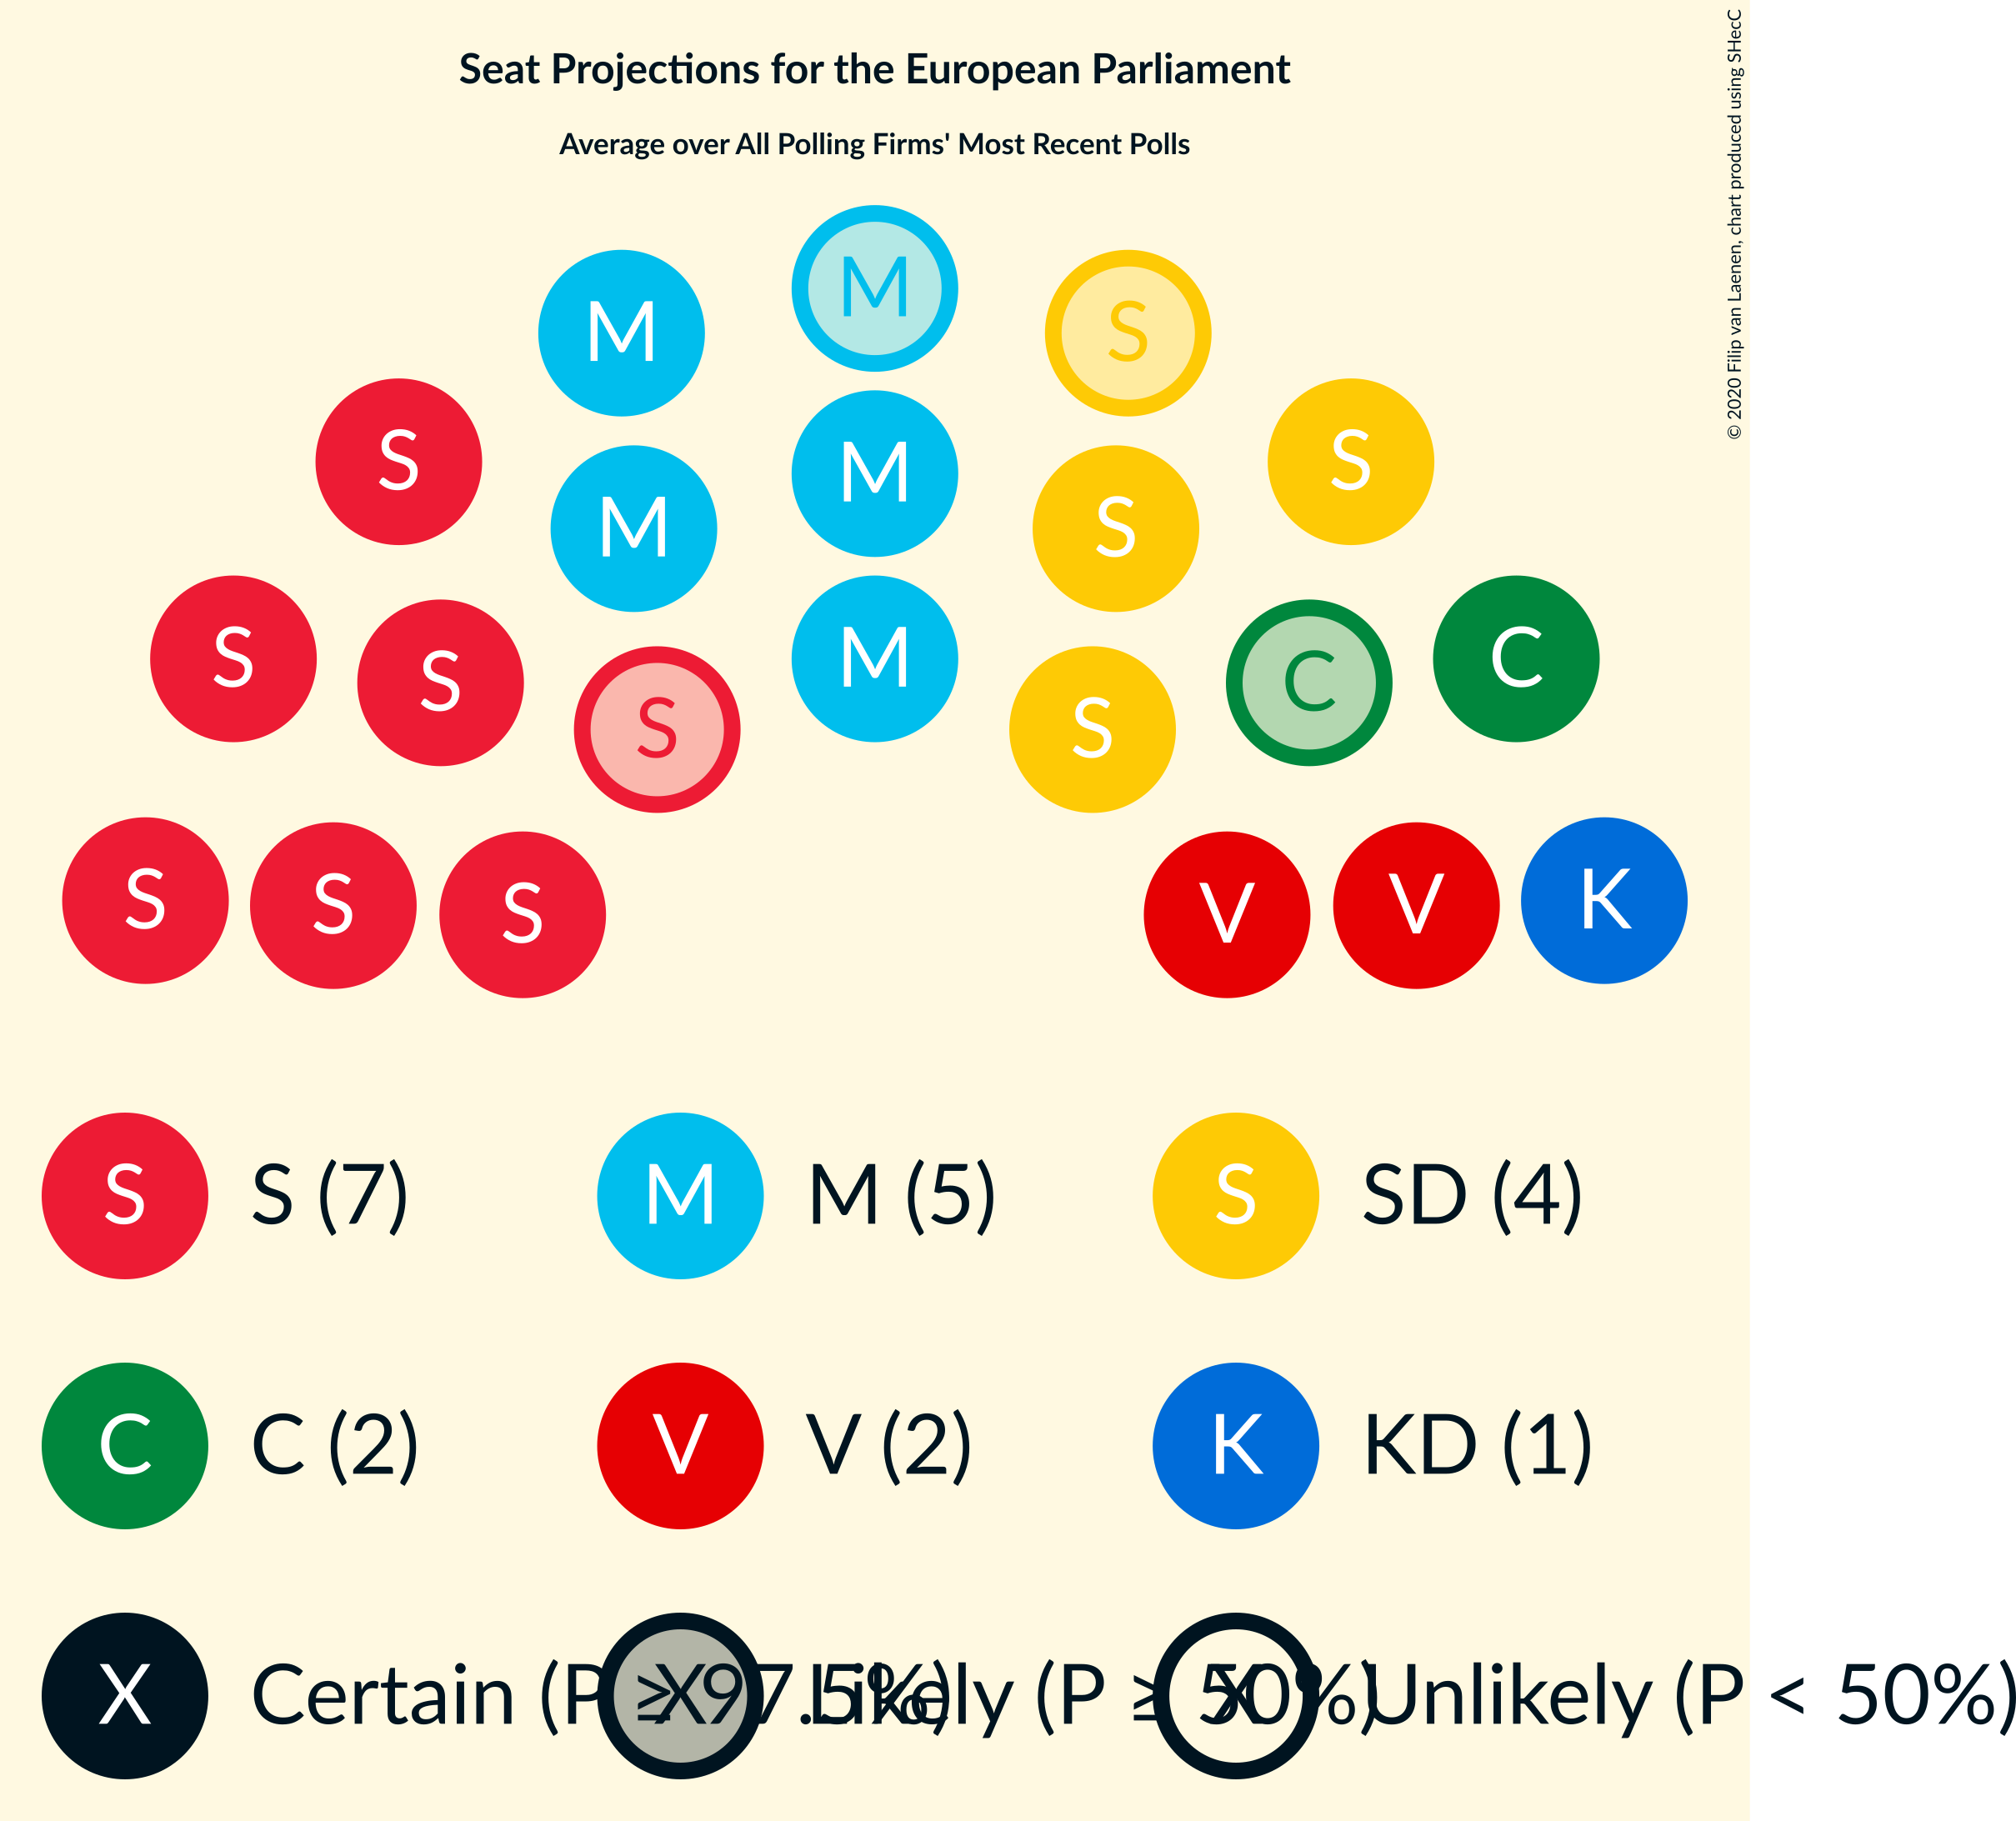 Seat Projections for the European Parliament
Average over All Polling Firms' Most Recent Polls
© 2020 Filip van Laenen, chart produced using SHecC
M
M
S
S
M
M
S
S
S
S
S
M
S
C
C
S
S
S
V
V
K
S S (7)
M M (5)
S SD (4)
C C (2)
V V (2)
K KD (1)
X Certain (P ≥ 97.5%)
X Likely (P ≥ 50%)
X Unlikely (P < 50%)